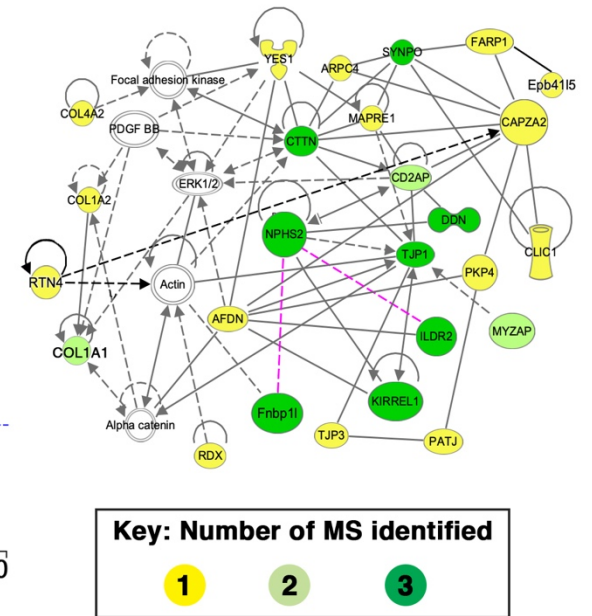 FARP1
SYNPO
YES1
ARPC4
Focal adhesion kinase
Epb41l5
COL4A2
MAPRE1
CAPZA2
PDGF BB
CTTN
CD2AP
ERK1/2
COL1A2
DDN
NPHS2
TJP1
CLIC1
PKP4
RTN4
Actin
AFDN
MYZAP
ILDR2
COL1A1
KIRREL1
Fnbp1l
Alpha catenin
TJP3
PATJ
RDX
Key: Number of MS identified
1 2 3